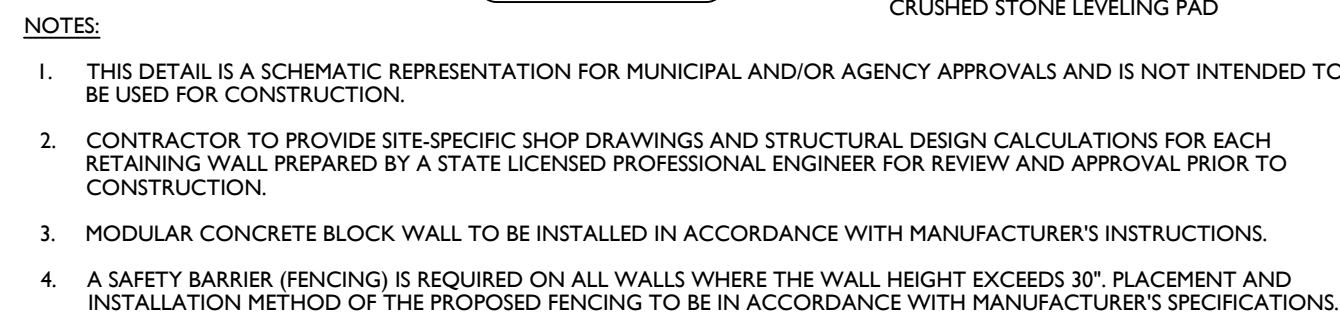 CRUSHED STONE LEVELING PAD
NOTES:
1. THIS DETAIL IS A SCHEMATIC REPRESENTATION FOR MUNICIPAL AND/OR AGENCY APPROVALS AND IS NOT INTENDED TO
BE USED FOR CONSTRUCTION.
2. CONTRACTOR TO PROVIDE SITE-SPECIFIC SHOP DRAWINGS AND STRUCTURAL DESIGN CALCULATIONS FOR EACH
RETAINING WALL PREPARED BY A STATE LICENSED PROFESSIONAL ENGINEER FOR REVIEW AND APPROVAL PRIOR TO
CONSTRUCTION.
3. MODULAR CONCRETE BLOCK WALL TO BE INSTALLED IN ACCORDANCE WITH MANUFACTURER'S INSTRUCTIONS.
4. A SAFETY BARRIER (FENCING) IS REQUIRED ON ALL WALLS WHERE THE WALL HEIGHT EXCEEDS 30". PLACEMENT AND
INSTALLATION METHOD OF THE PROPOSED FENCING TO BE IN ACCORDANCE WITH MANUFACTURER'S SPECIFICATIONS.